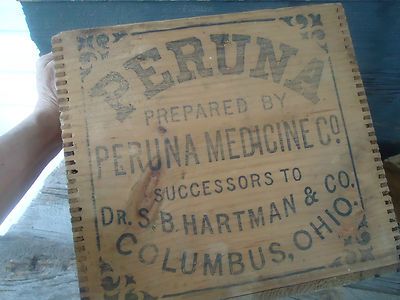 PERUNA
PREPARED BY
PERUNA MEDICINE CO
SUCCESSORS TO
DR. S. B. HARTMAN & CO.
COLUMBUS, OHIO.